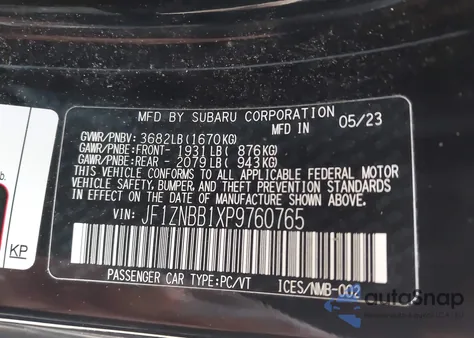 MFD. BY SUBARU CORPORATION
MFD IN 05/23
GVWR/PNBV: 3682LB(1670KG)
GAWR/PNBE:FRONT- 1931LB( 876KG)
GAWR/PNBE:REAR - 2079LB( 943KG)
THIS VEHICLE CONFORMS TO ALL APPLICABLE FEDERAL MOTOR
VEHICLE SAFETY, BUMPER, AND THEFT PREVENTION STANDARDS
IN EFFECT ON THE DATE OF MANUFACTURE SHOWN ABOVE.
VIN: JF1ZNBB1XP9760765
PASSENGER CAR TYPE:PC/VT ICES/NMB-002
b.
KP
autoSnap